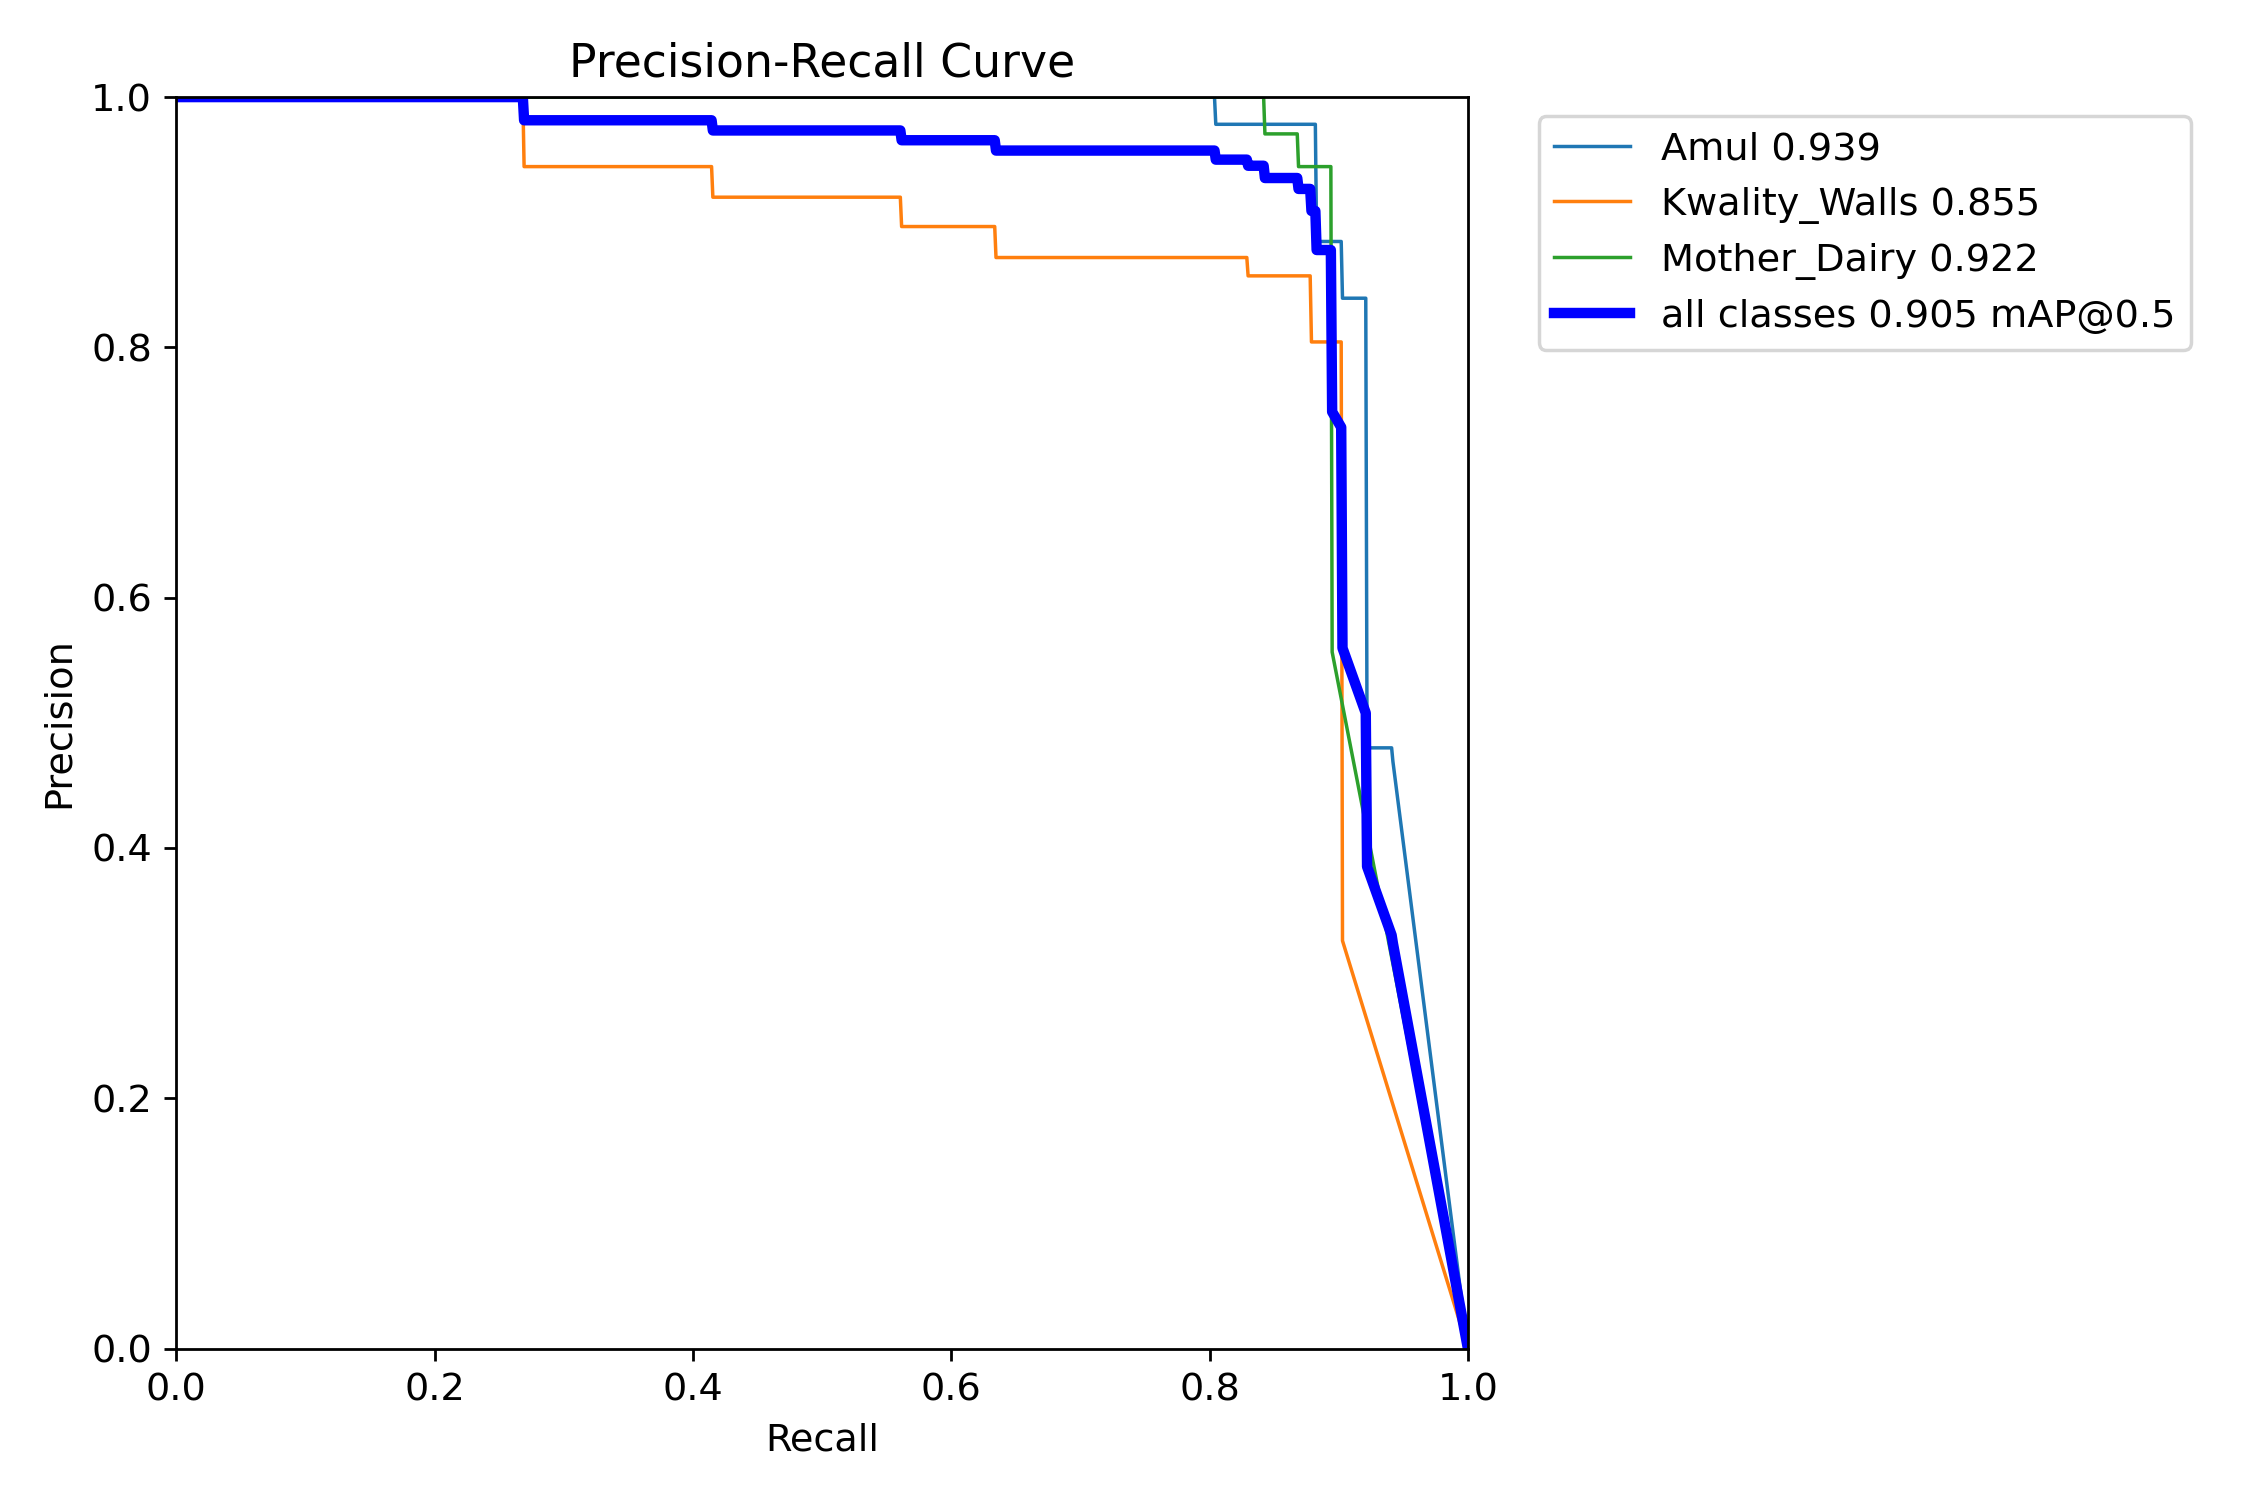 Precision-Recall Curve
1.0
0.8
0.6
0.4
0.2
0.0
Precision
0.0 0.2 0.4 0.6 0.8 1.0
Recall
Amul 0.939
Kwality_Walls 0.855
Mother_Dairy 0.922
all classes 0.905 mAP@0.5